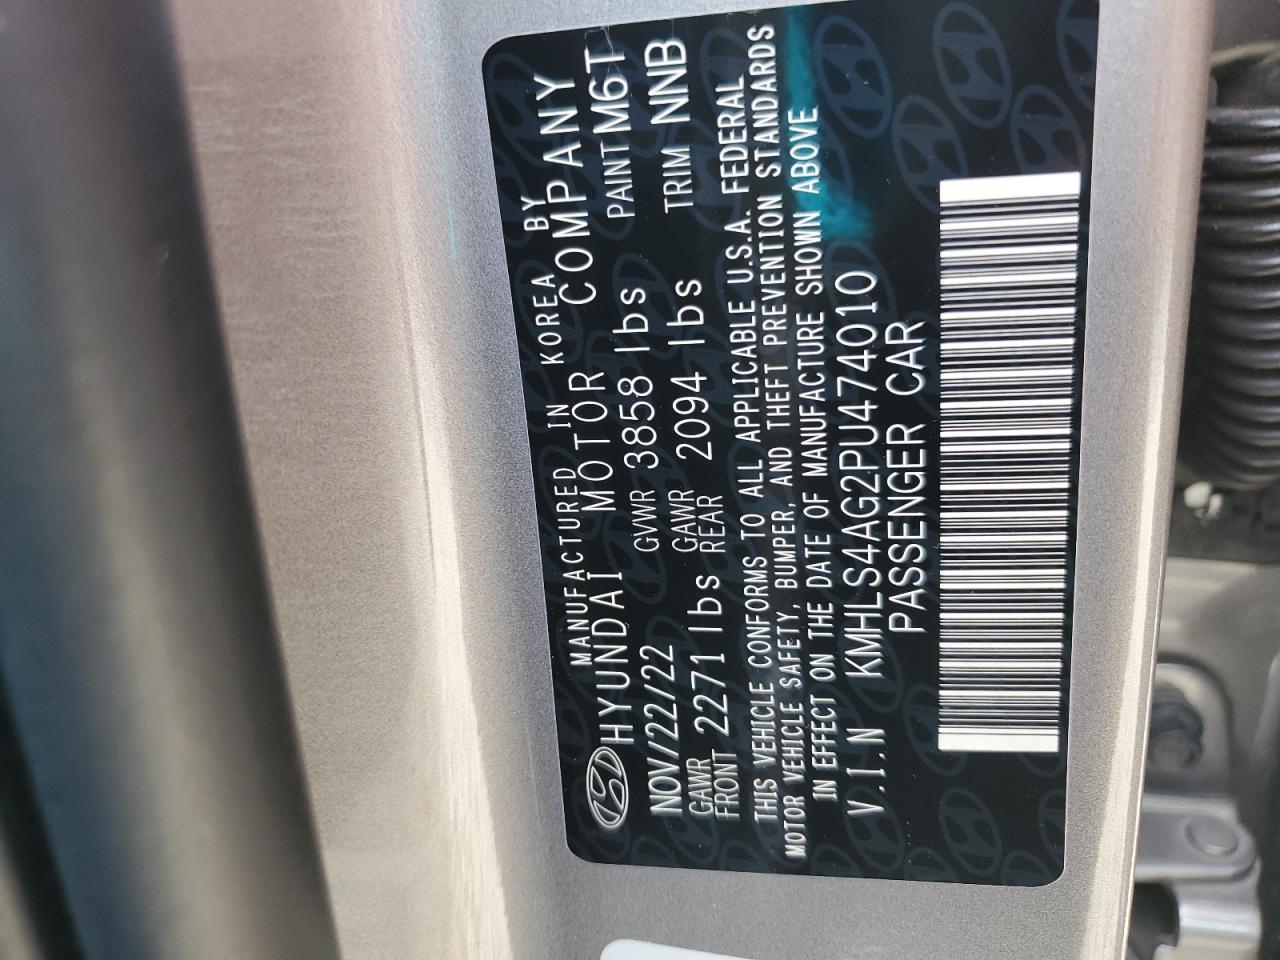 MANUFACTURED IN KOREA BY
HYUNDAI MOTOR COMPANY
NOV/22/22 GVWR 3858 lbs PAINT M6T
GAWR FRONT 2271 lbs GAWR REAR 2094 lbs TRIM NNB
THIS VEHICLE CONFORMS TO ALL APPLICABLE U.S.A. FEDERAL
MOTOR VEHICLE SAFETY, BUMPER, AND THEFT PREVENTION STANDARDS
IN EFFECT ON THE DATE OF MANUFACTURE SHOWN ABOVE
V.I.N KMHLS4AG2PU474010
PASSENGER CAR